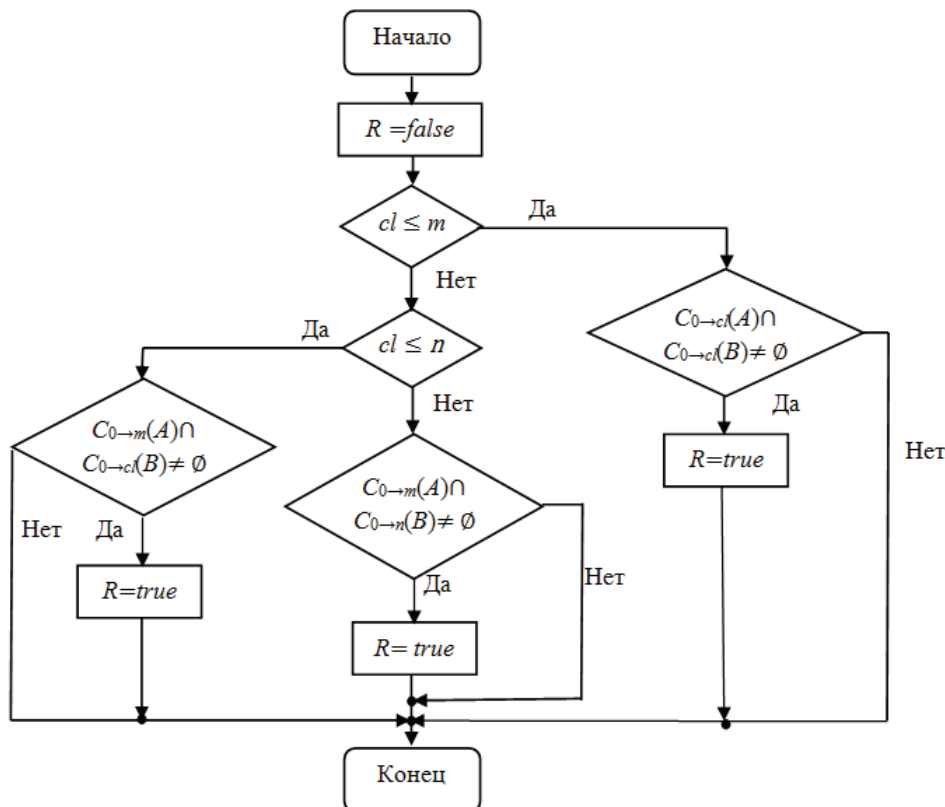 Начало
R =false
cl ≤ m
Да
Нет
C0→cl(A)∩
C0→cl(B)≠ ∅
Да
Нет
R=true
Да
cl ≤ n
Нет
C0→m(A)∩
C0→cl(B)≠ ∅
Нет
Да
R=true
C0→m(A)∩
C0→n(B)≠ ∅
Да
Нет
R= true
Конец